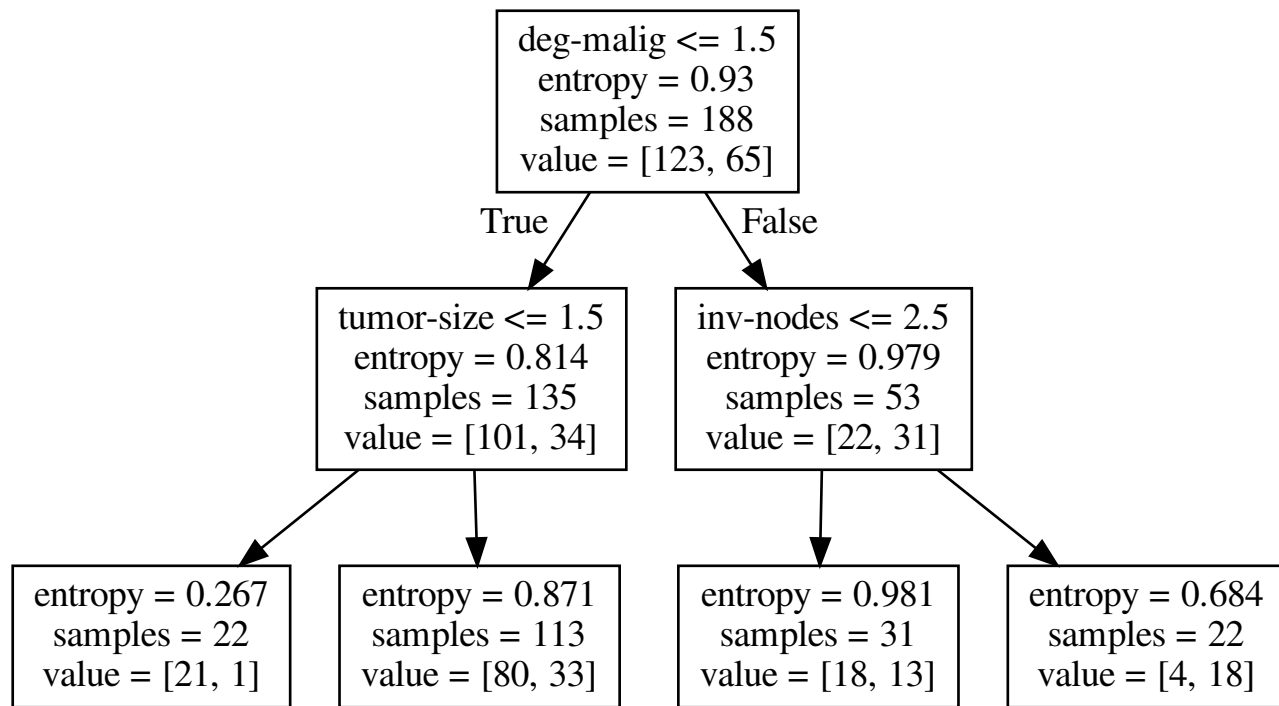 deg-malig <= 1.5
entropy = 0.93
samples = 188
value = [123, 65]
True
False
tumor-size <= 1.5
entropy = 0.814
samples = 135
value = [101, 34]
inv-nodes <= 2.5
entropy = 0.979
samples = 53
value = [22, 31]
entropy = 0.267
samples = 22
value = [21, 1]
entropy = 0.871
samples = 113
value = [80, 33]
entropy = 0.981
samples = 31
value = [18, 13]
entropy = 0.684
samples = 22
value = [4, 18]